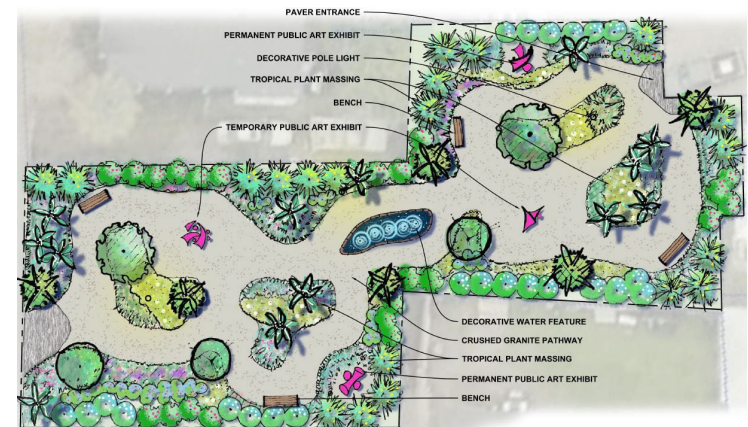 PAVER ENTRANCE
PERMANENT PUBLIC ART EXHIBIT
DECORATIVE POLE LIGHT
TROPICAL PLANT MASSING
BENCH
TEMPORARY PUBLIC ART EXHIBIT
DECORATIVE WATER FEATURE
CRUSHED GRANITE PATHWAY
TROPICAL PLANT MASSING
PERMANENT PUBLIC ART EXHIBIT
BENCH